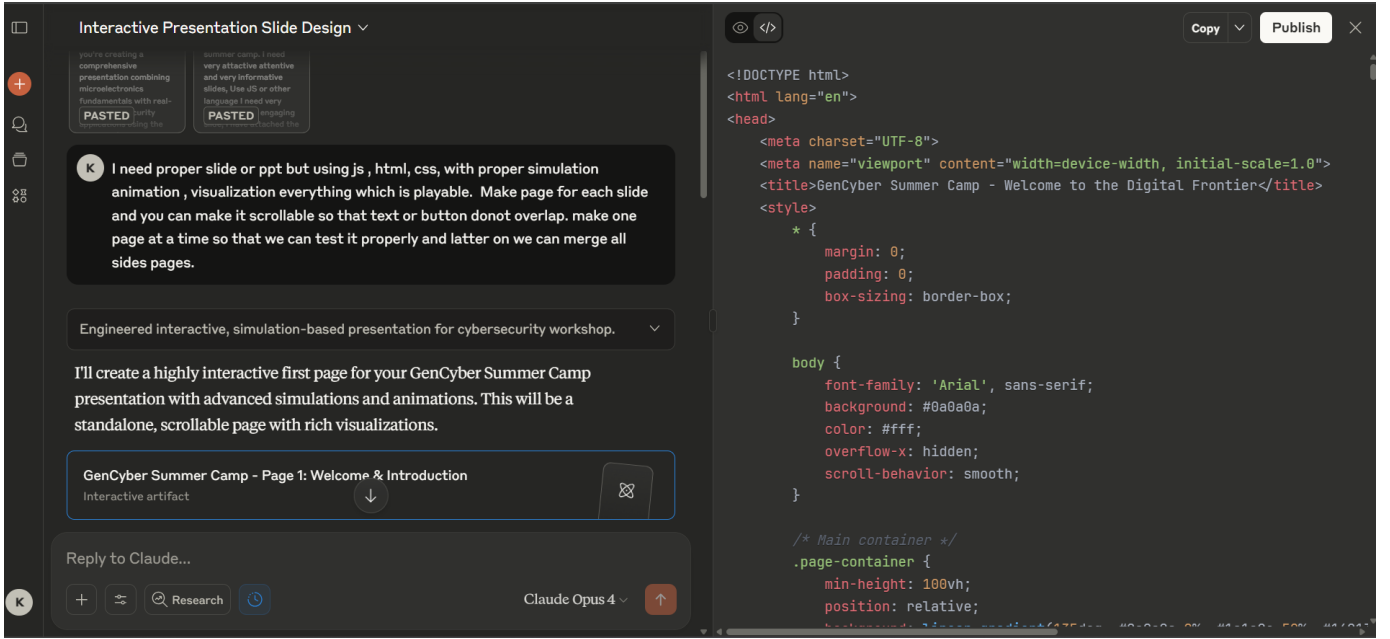 Interactive Presentation Slide Design
you're creating a
comprehensive
presentation combining
microelectronics
fundamentals with real-
PASTED
summer camp. I need
very attactive attentive
and very informative
slides, Use JS or other
language I need very
PASTED engaging
K
I need proper slide or ppt but using js , html, css, with proper simulation
animation , visualization everything which is playable. Make page for each slide
and you can make it scrollable so that text or button donot overlap. make one
page at a time so that we can test it properly and latter on we can merge all
sides pages.
Engineered interactive, simulation-based presentation for cybersecurity workshop.
I'll create a highly interactive first page for your GenCyber Summer Camp
presentation with advanced simulations and animations. This will be a
standalone, scrollable page with rich visualizations.
GenCyber Summer Camp - Page 1: Welcome & Introduction
Interactive artifact
Reply to Claude...
Research
Claude Opus 4
K
Copy
Publish
<!DOCTYPE html>
<html lang="en">
<head>
<meta charset="UTF-8">
<meta name="viewport" content="width=device-width, initial-scale=1.0">
<title>GenCyber Summer Camp - Welcome to the Digital Frontier</title>
<style>
* {
margin: 0;
padding: 0;
box-sizing: border-box;
}
body {
font-family: 'Arial', sans-serif;
background: #0a0a0a;
color: #fff;
overflow-x: hidden;
scroll-behavior: smooth;
}
/* Main container */
.page-container {
min-height: 100vh;
position: relative;